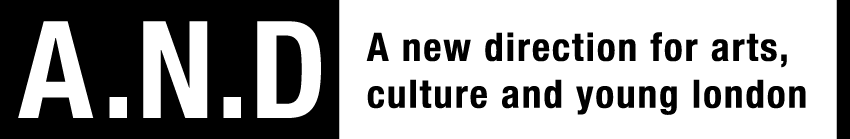 A.N.D
A new direction for arts,
culture and young london